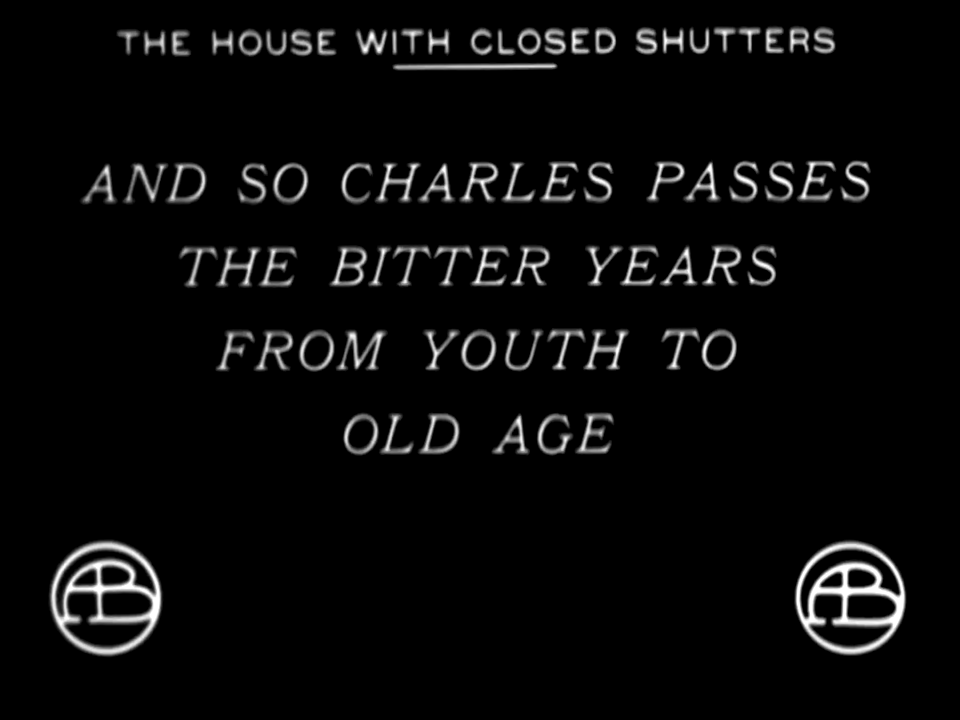 THE HOUSE WITH CLOSED SHUTTERS
AND SO CHARLES PASSES
THE BITTER YEARS
FROM YOUTH TO
OLD AGE
AB AB